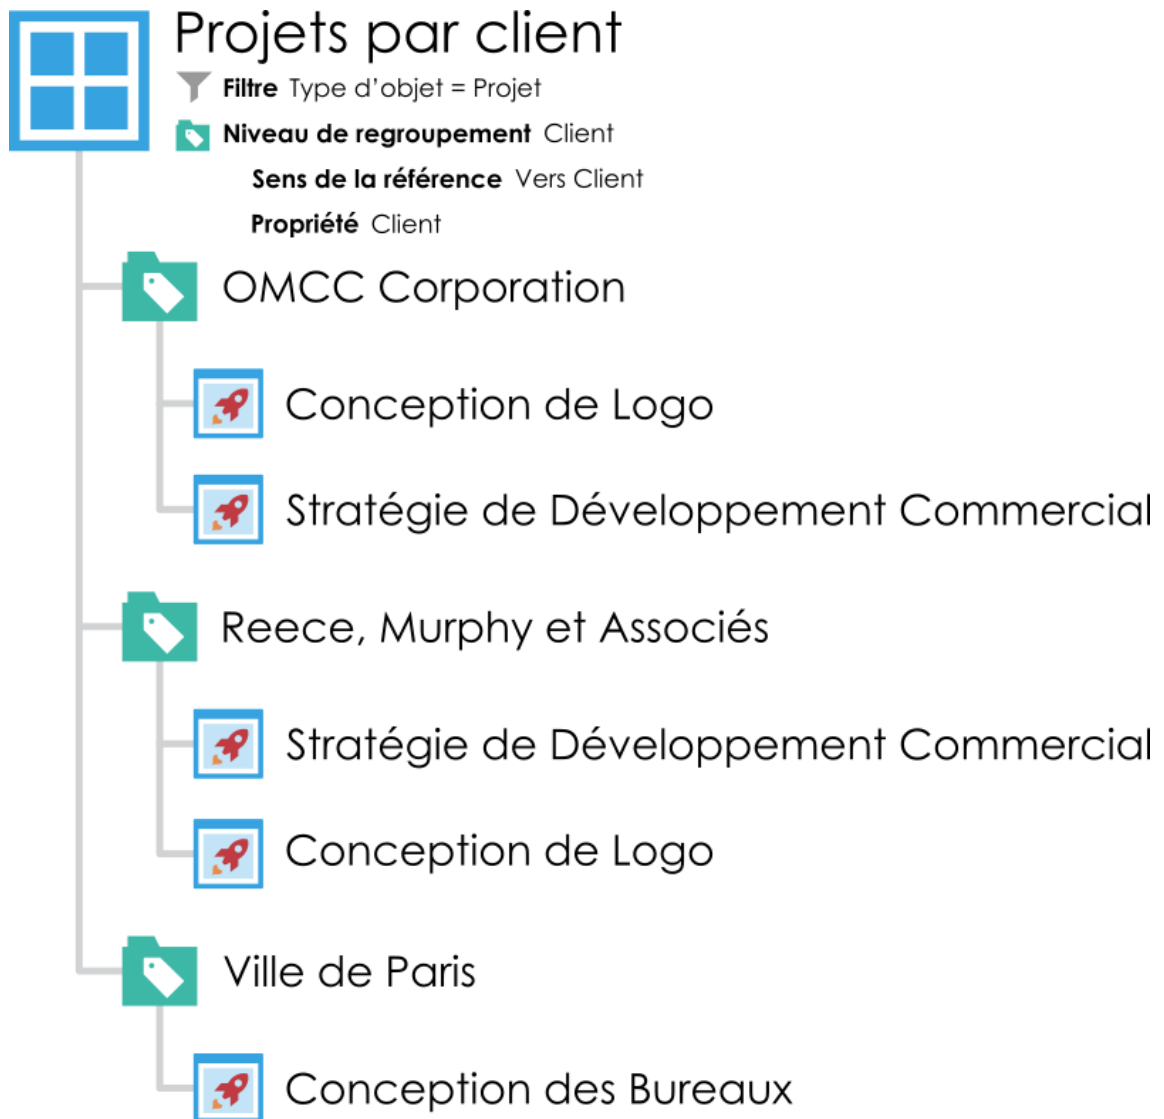 Projets par client
Filtre Type d'objet = Projet
Niveau de regroupement Client
Sens de la référence Vers Client
Propriété Client
OMCC Corporation
Conception de Logo
Stratégie de Développement Commercial
Reece, Murphy et Associés
Stratégie de Développement Commercial
Conception de Logo
Ville de Paris
Conception des Bureaux